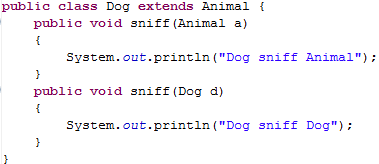 public class Dog extends Animal {
    public void sniff(Animal a)
    {
        System.out.println("Dog sniff Animal");
    }
    public void sniff(Dog d)
    {
        System.out.println("Dog sniff Dog");
    }
}